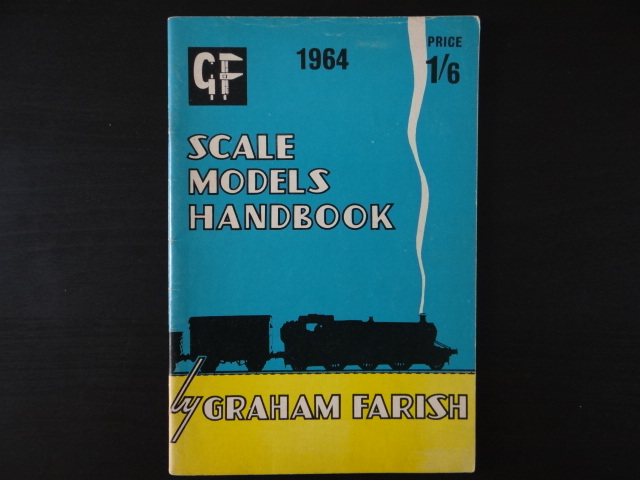 GF
1964
PRICE
1/6
SCALE
MODELS
HANDBOOK
by GRAHAM FARISH